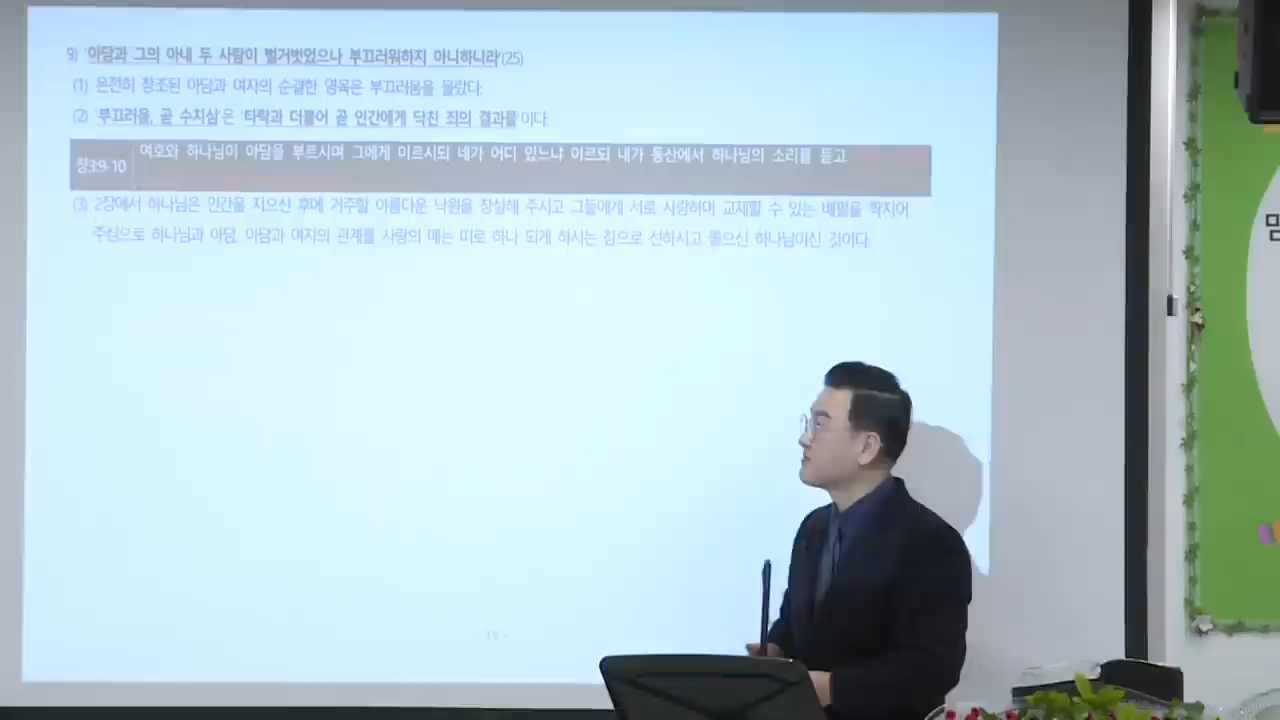 9) '아담과 그의 아내 두 사람이 벌거벗었으나 부끄러워하지 아니하니라'(25)
(1) 온전히 창조된 아담과 여자의 순결한 영육은 부끄러움을 몰랐다.
(2) '부끄러움, 곧 수치심'은 '타락과 더불어 곧 인간에게 닥친 죄의 결과물'이다.
창3:9-10
여호와 하나님이 아담을 부르시며 그에게 이르시되 네가 어디 있느냐 이르되 내가 동산에서 하나님의 소리를 듣고
(3) 2장에서 하나님은 인간을 지으신 후에 거주할 아름다운 낙원을 창설해 주시고 그들에게 서로 사랑하며 교제할 수 있는 배필을 짝지어
주심으로 하나님과 아담, 아담과 여자의 관계를 사랑의 매는 띠로 하나 되게 하시는 참으로 선하시고 좋으신 하나님이신 것이다.